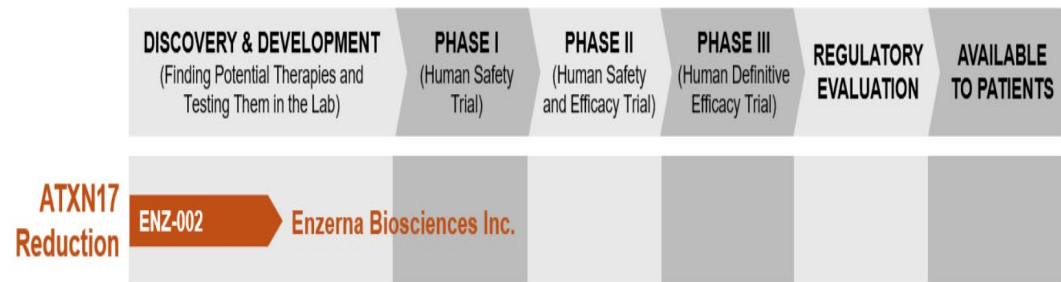 DISCOVERY & DEVELOPMENT
(Finding Potential Therapies and
Testing Them in the Lab)
PHASE I
(Human Safety
Trial)
PHASE II
(Human Safety
and Efficacy Trial)
PHASE III
(Human Definitive
Efficacy Trial)
REGULATORY
EVALUATION
AVAILABLE
TO PATIENTS
ATXN17
Reduction
ENZ-002
Enzerna Biosciences Inc.